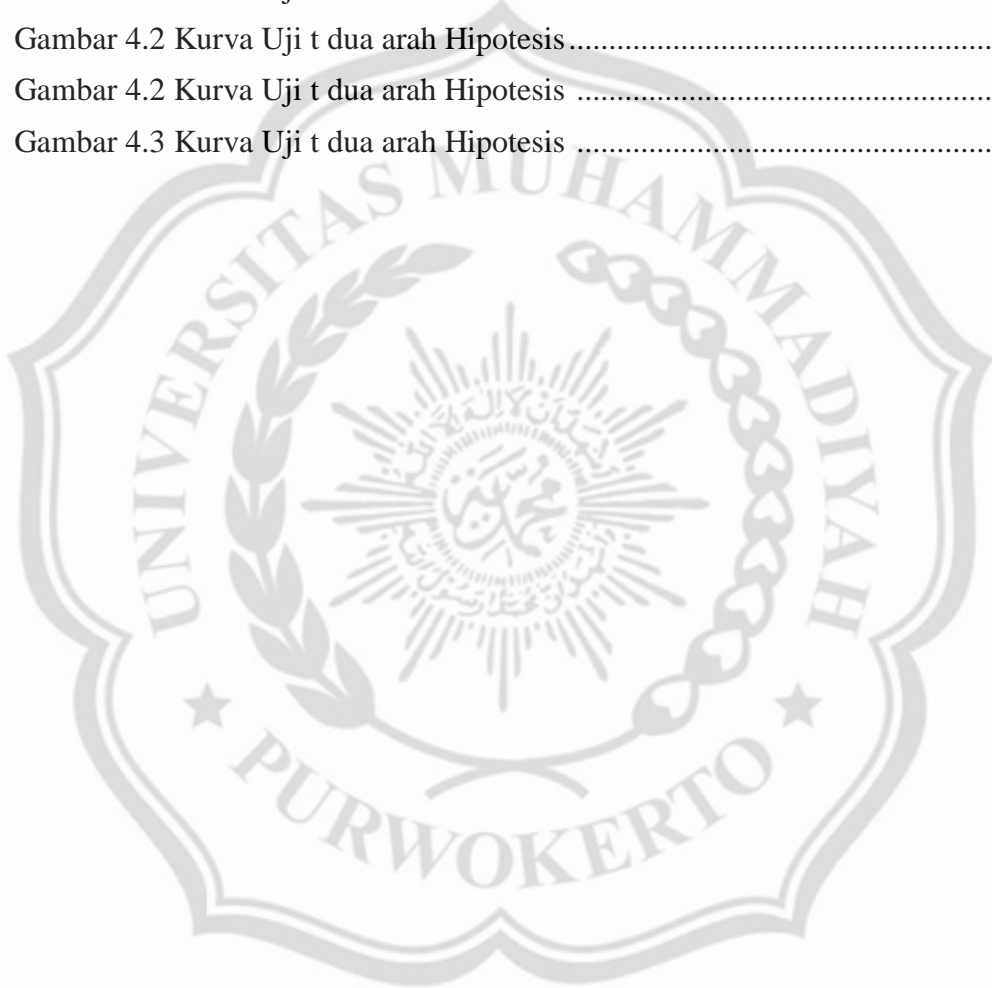 Gambar 4.2 Kurva Uji t dua arah Hipotesis..................................................
Gambar 4.2 Kurva Uji t dua arah Hipotesis ..................................................
Gambar 4.3 Kurva Uji t dua arah Hipotesis ..................................................
UNIVERSITAS MUHAMMADIYAH
PURWOKERTO